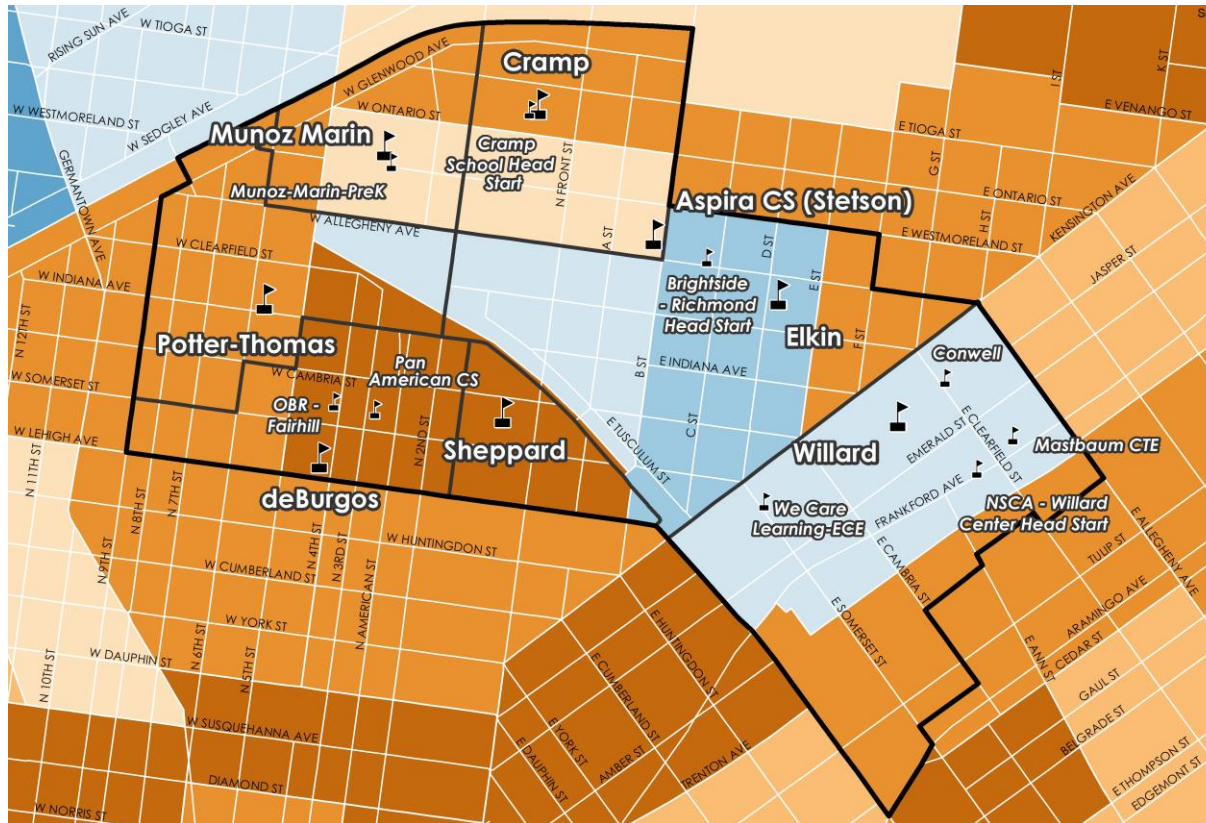 RISING SUN AVE
W TIOGA ST
W WESTMORELAND ST
W SEDGLEY AVE
GERMANTOWN AVE
W GLENWOOD AVE
W ONTARIO ST
Cramp
Cramp
School Head
Start
N FRONT ST
A ST
Munoz Marin
Munoz-Marin-PreK
W ALLEGHENY AVE
W CLEARFIELD ST
W INDIANA AVE
N 12TH ST
W SOMERSET ST
W LEHIGH AVE
Potter-Thomas
W CAMBRIA ST
Pan
American CS
OBR -
Fairhill
N 2ND ST
Sheppard
deBurgos
Aspira CS (Stetson)
Brightside
- Richmond
Head Start
D ST
E ST
Elkin
F ST
E INDIANA AVE
B ST
C ST
E TUSCULUM ST
I ST
K ST
E VENANGO ST
E TIOGA ST
G ST
E ONTARIO ST
H ST
E WESTMORELAND ST
KENSINGTON AVE
JASPER ST
Conwell
Willard
EMERALD ST
E CLEARFIELD ST
Mastbaum CTE
FRANKFORD AVE
NSCA - Willard
Center Head Start
We Care
Learning-ECE
E CAMBRIA ST
E SOMERSET ST
E ALLEGHENY AVE
TULIP ST
ARAMINGO AVE
E ANN ST
CEDAR ST
GAUL ST
BELGRADE ST
E THOMPSON ST
EDGEMONT ST
N 11TH ST
N 10TH ST
N 9TH ST
N 8TH ST
N 7TH ST
N 6TH ST
N 5TH ST
N 4TH ST
N 3RD ST
N AMERICAN ST
W HUNTINGDON ST
W CUMBERLAND ST
W YORK ST
W DAUPHIN ST
W SUSQUEHANNA AVE
DIAMOND ST
W NORRIS ST
E HUNTINGDON ST
E CUMBERLAND ST
E YORK ST
E DAUPHIN ST
AMBER ST
TRENTON AVE